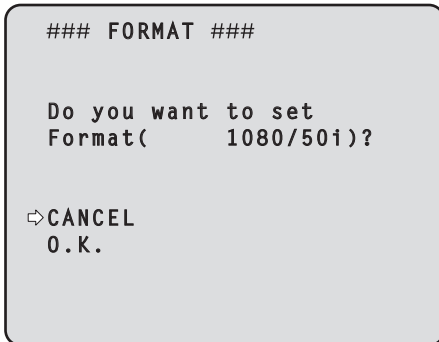 ### FORMAT ###
Do you want to set
Format(      1080/50i)?
⇨CANCEL
O.K.